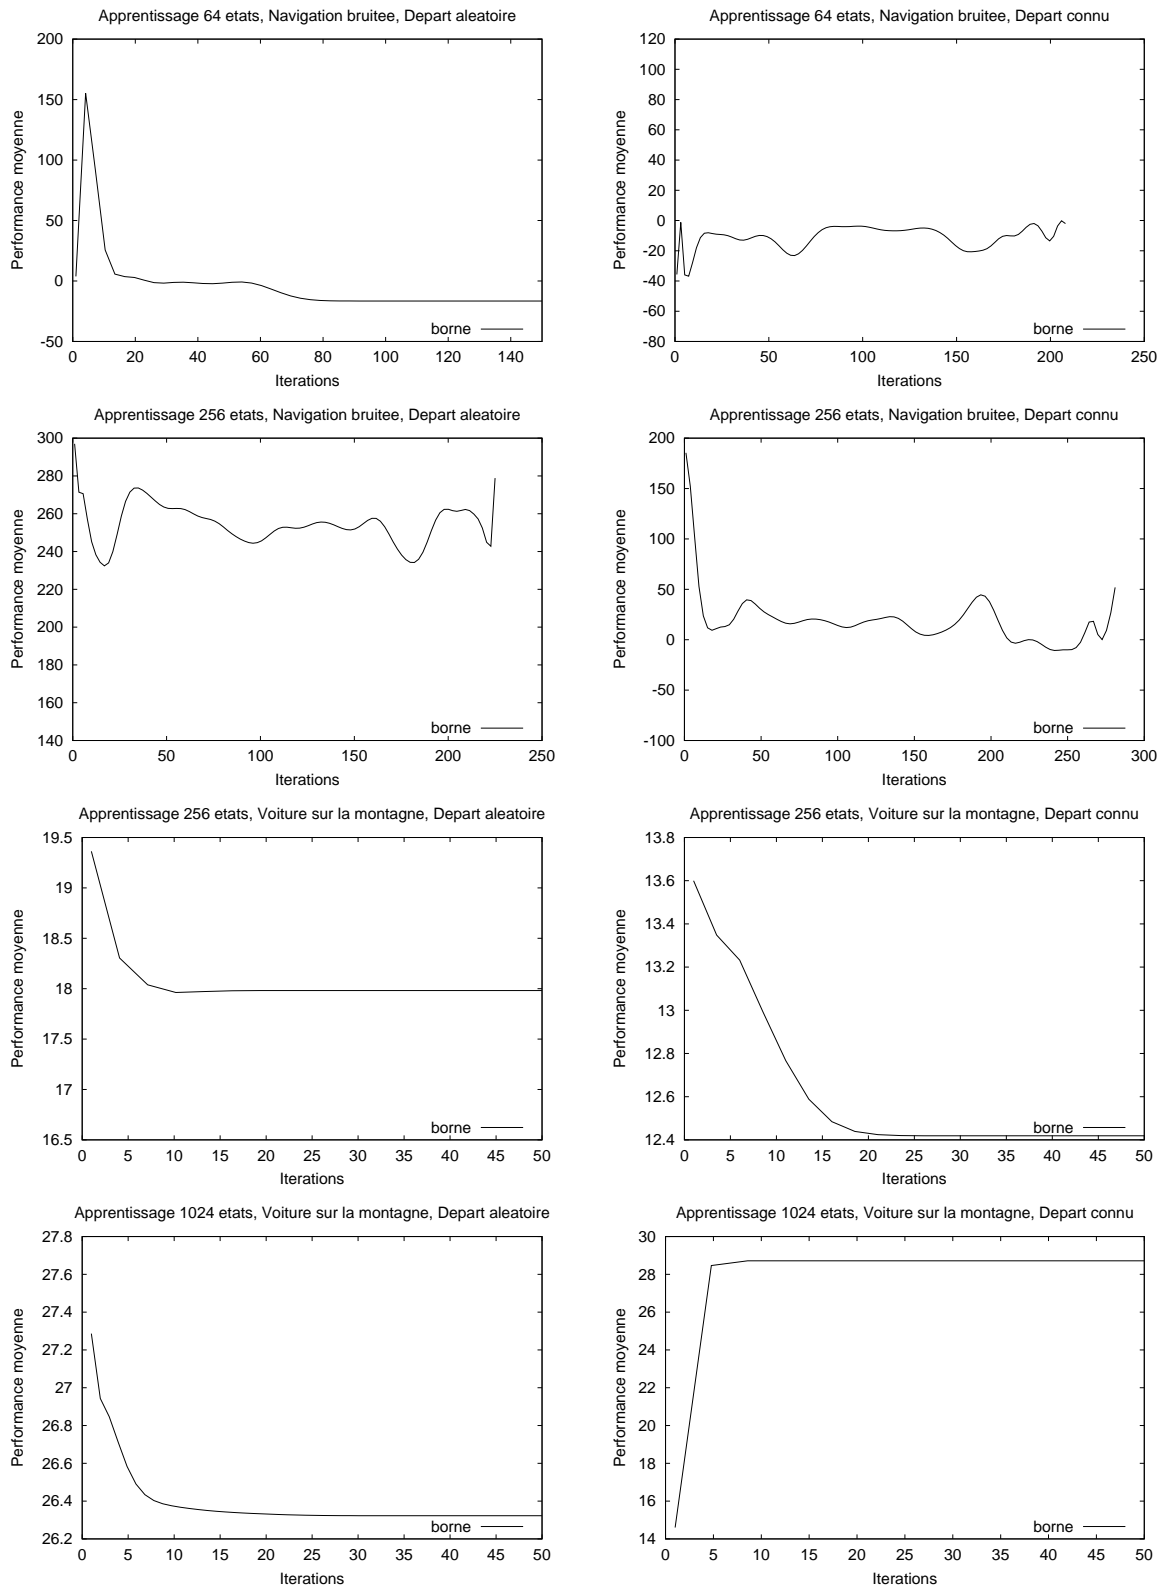 Apprentissage 64 etats, Navigation bruitee, Depart aleatoire
200
150
100
50
0
-50
Performance moyenne
borne
0 20 40 60 80 100 120 140
Iterations
Apprentissage 64 etats, Navigation bruitee, Depart connu
120
100
80
60
40
20
0
-20
-40
-60
-80
Performance moyenne
borne
0 50 100 150 200 250
Iterations
Apprentissage 256 etats, Navigation bruitee, Depart aleatoire
300
280
260
240
220
200
180
160
140
Performance moyenne
borne
0 50 100 150 200 250
Iterations
Apprentissage 256 etats, Navigation bruitee, Depart connu
200
150
100
50
0
-50
-100
Performance moyenne
borne
0 50 100 150 200 250 300
Iterations
Apprentissage 256 etats, Voiture sur la montagne, Depart aleatoire
19.5
19
18.5
18
17.5
17
16.5
Performance moyenne
borne
0 5 10 15 20 25 30 35 40 45 50
Iterations
Apprentissage 256 etats, Voiture sur la montagne, Depart connu
13.8
13.6
13.4
13.2
13
12.8
12.6
12.4
Performance moyenne
borne
0 5 10 15 20 25 30 35 40 45 50
Iterations
Apprentissage 1024 etats, Voiture sur la montagne, Depart aleatoire
27.8
27.6
27.4
27.2
27
26.8
26.6
26.4
26.2
Performance moyenne
borne
0 5 10 15 20 25 30 35 40 45 50
Iterations
Apprentissage 1024 etats, Voiture sur la montagne, Depart connu
30
28
26
24
22
20
18
16
14
Performance moyenne
borne
0 5 10 15 20 25 30 35 40 45 50
Iterations